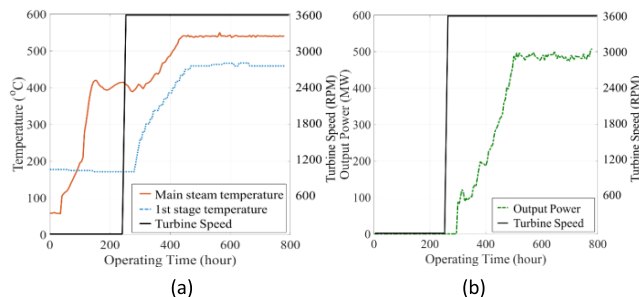 600
500
400
300
200
100
0
Temperature (°C)
3600
3000
2400
1800
1200
600
Turbine Speed (RPM)
Main steam temperature
1st stage temperature
Turbine Speed
0 200 400 600 800
Operating Time (hour)
(a)
600
500
400
300
200
100
0
Output Power (MW)
3600
3000
2400
1800
1200
600
Turbine Speed (RPM)
Output Power
Turbine Speed
0 200 400 600 800
Operating Time (hour)
(b)